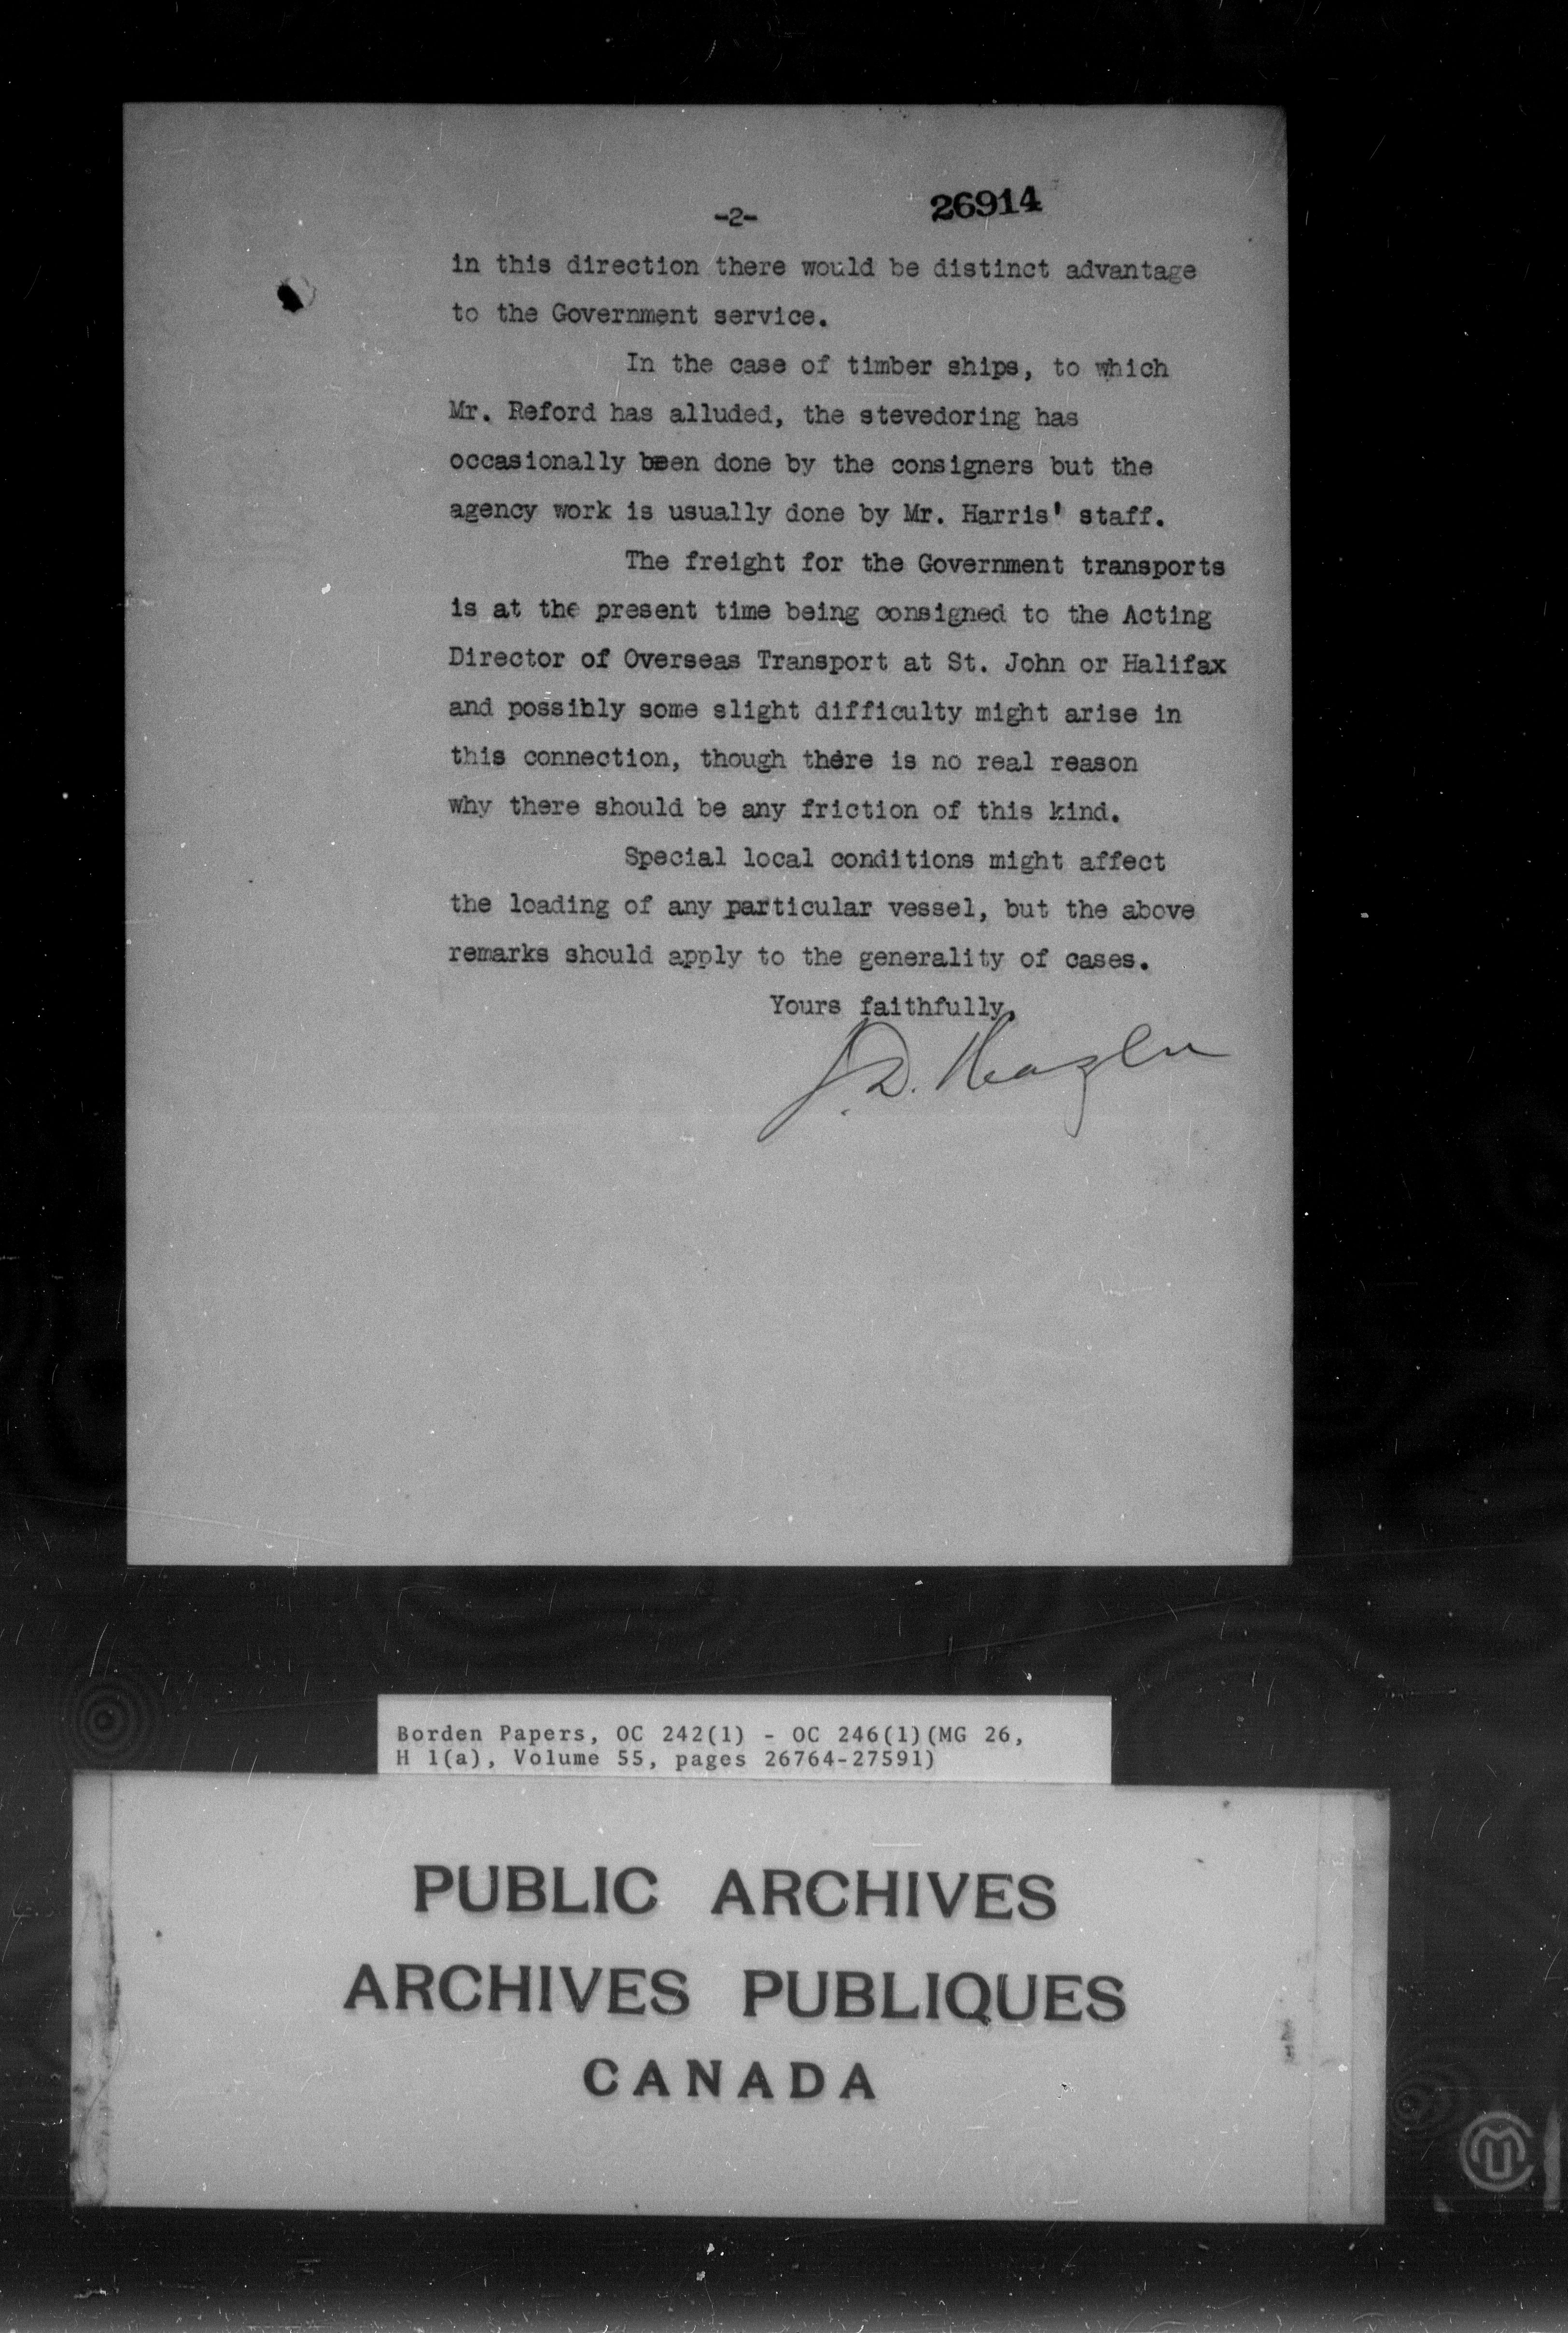 -2-
26914
in this direction there would be distinct advantage
to the Government service.
In the case of timber ships, to which
Mr. Reford has alluded, the stevedoring has
occasionally been done by the consigners but the
agency work is usually done by Mr. Harris' staff.
The freight for the Government transports
is at the present time being consigned to the Acting
Director of Overseas Transport at St. John or Halifax
and possibly some slight difficulty might arise in
this connection, though there is no real reason
why there should be any friction of this kind.
Special local conditions might affect
the loading of any particular vessel, but the above
remarks should apply to the generality of cases.
Yours faithfully,
J.D. Hazen
Borden Papers, OC 242(1) - OC 246(1)(MG 26,
H 1(a), Volume 55, pages 26764-27591)
PUBLIC ARCHIVES
ARCHIVES PUBLIQUES
CANADA